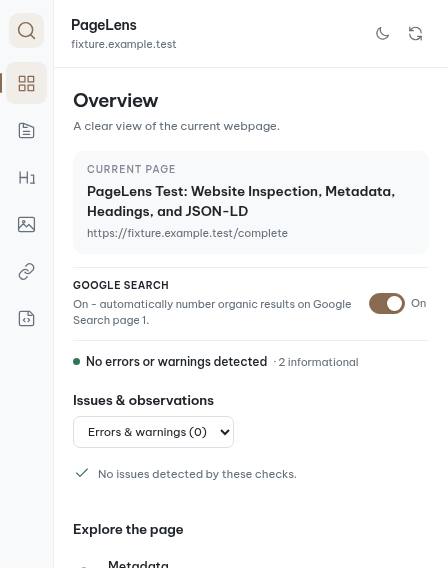 PageLens
fixture.example.test
Overview
A clear view of the current webpage.
CURRENT PAGE
PageLens Test: Website Inspection, Metadata,
Headings, and JSON-LD
https://fixture.example.test/complete
GOOGLE SEARCH
On – automatically number organic results on Google
Search page 1.
On
No errors or warnings detected · 2 informational
Issues & observations
Errors & warnings (0)
No issues detected by these checks.
Explore the page
Metadata